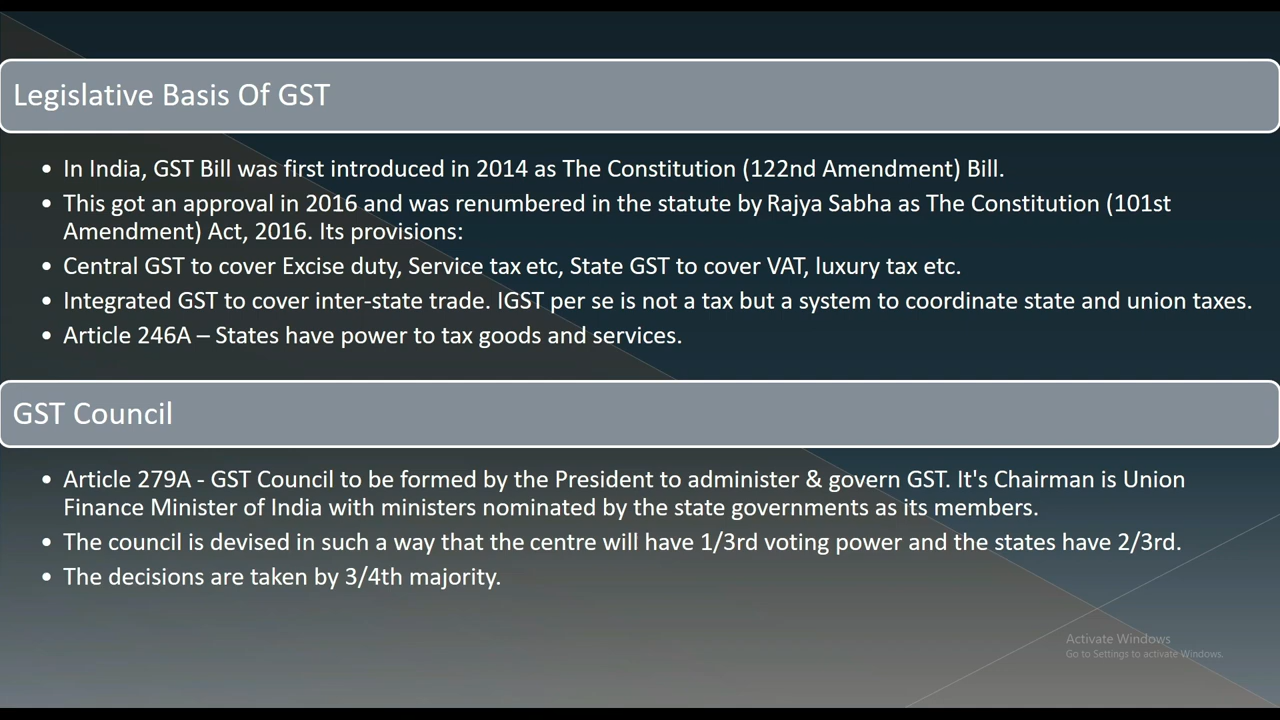 Legislative Basis Of GST
• In India, GST Bill was first introduced in 2014 as The Constitution (122nd Amendment) Bill.
• This got an approval in 2016 and was renumbered in the statute by Rajya Sabha as The Constitution (101st
Amendment) Act, 2016. Its provisions:
• Central GST to cover Excise duty, Service tax etc, State GST to cover VAT, luxury tax etc.
• Integrated GST to cover inter-state trade. IGST per se is not a tax but a system to coordinate state and union taxes.
• Article 246A – States have power to tax goods and services.
GST Council
• Article 279A - GST Council to be formed by the President to administer & govern GST. It's Chairman is Union
Finance Minister of India with ministers nominated by the state governments as its members.
• The council is devised in such a way that the centre will have 1/3rd voting power and the states have 2/3rd.
• The decisions are taken by 3/4th majority.
Activate Windows
Go to Settings to activate Windows.